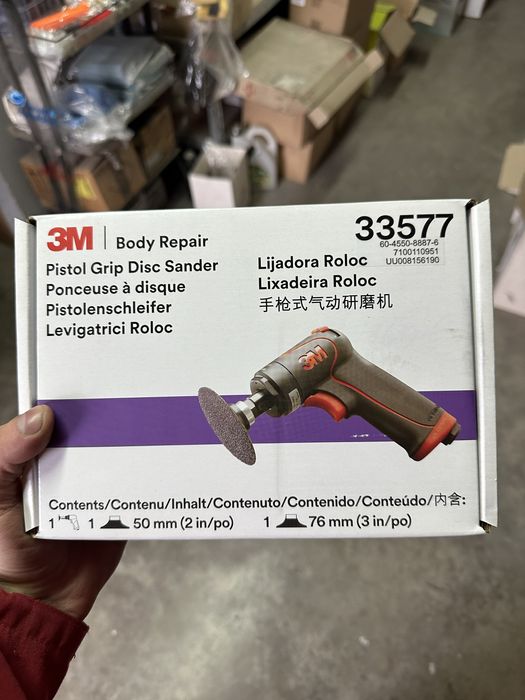 3M | Body Repair
33577
60-4550-8887-6
7100110951
UU008156190
Pistol Grip Disc Sander
Ponceuse à disque
Pistolenschleifer
Levigatrici Roloc
Lijadora Roloc
Lixadeira Roloc
手枪式气动研磨机
3M
Contents/Contenu/Inhalt/Contenuto/Contenido/Conteúdo/内含:
1 1 50 mm (2 in/po) 1 76 mm (3 in/po)